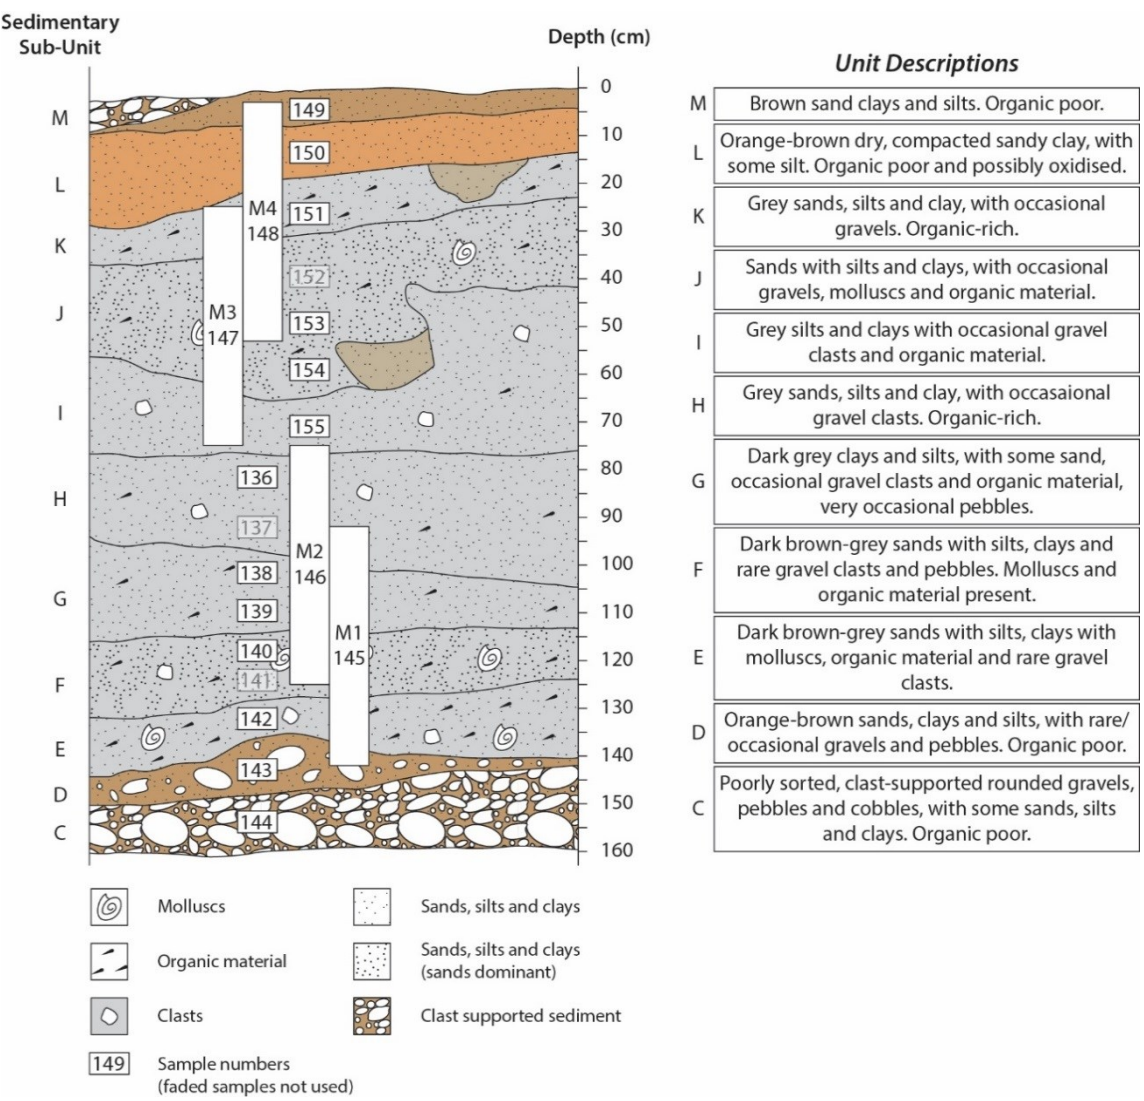 Sedimentary
Sub-Unit
Depth (cm)
Unit Descriptions
M
L
K
J
I
H
G
F
E
D
C
149
150
M4
148
151
152
M3
147
153
154
155
136
137
M2
146
138
139
M1
145
140
141
142
143
144
0
10
20
30
40
50
60
70
80
90
100
110
120
130
140
150
160
M
Brown sand clays and silts. Organic poor.
L
Orange-brown dry, compacted sandy clay, with
some silt. Organic poor and possibly oxidised.
K
Grey sands, silts and clay, with occasional
gravels. Organic-rich.
J
Sands with silts and clays, with occasional
gravels, molluscs and organic material.
I
Grey silts and clays with occasional gravel
clasts and organic material.
H
Grey sands, silts and clay, with occasaional
gravel clasts. Organic-rich.
G
Dark grey clays and silts, with some sand,
occasional gravel clasts and organic material,
very occasional pebbles.
F
Dark brown-grey sands with silts, clays and
rare gravel clasts and pebbles. Molluscs and
organic material present.
E
Dark brown-grey sands with silts, clays with
molluscs, organic material and rare gravel
clasts.
D
Orange-brown sands, clays and silts, with rare/
occasional gravels and pebbles. Organic poor.
C
Poorly sorted, clast-supported rounded gravels,
pebbles and cobbles, with some sands, silts
and clays. Organic poor.
Molluscs
Organic material
Clasts
149
Sample numbers
(faded samples not used)
Sands, silts and clays
Sands, silts and clays
(sands dominant)
Clast supported sediment